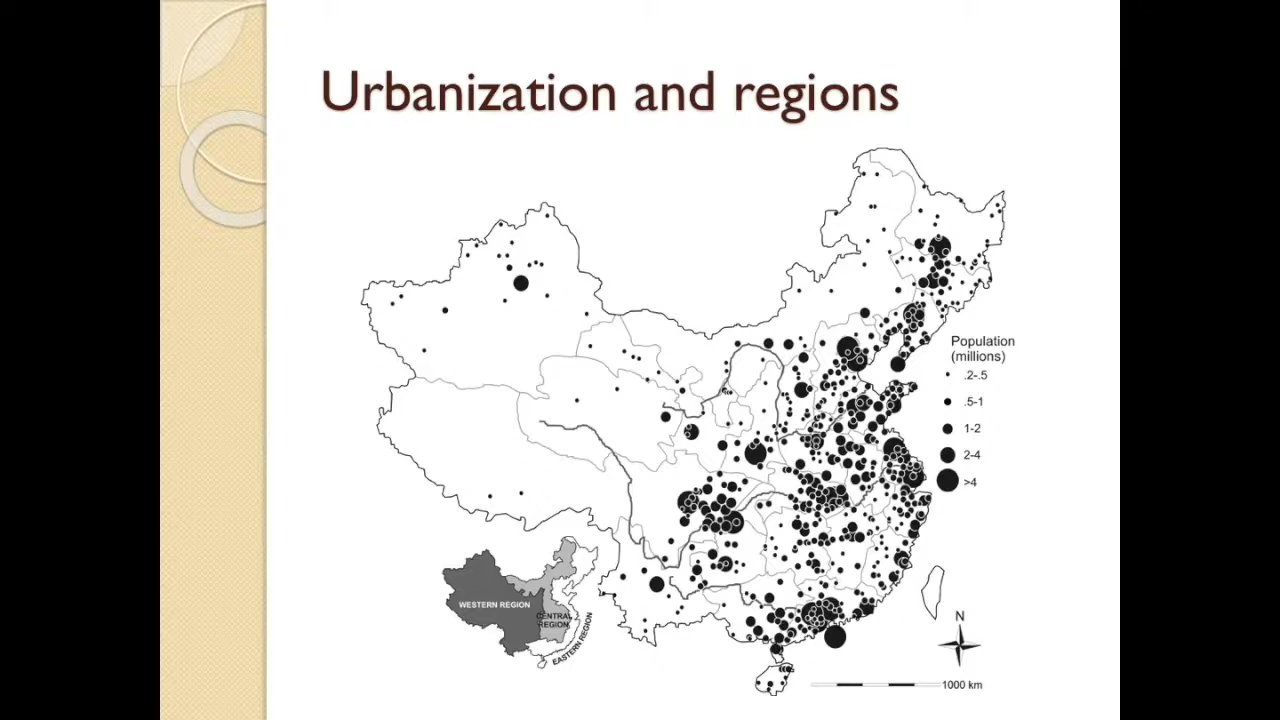 Urbanization and regions
Population
(millions)
.2-.5
.5-1
1-2
2-4
>4
WESTERN REGION
CENTRAL
REGION
EASTERN REGION
N
1000 km